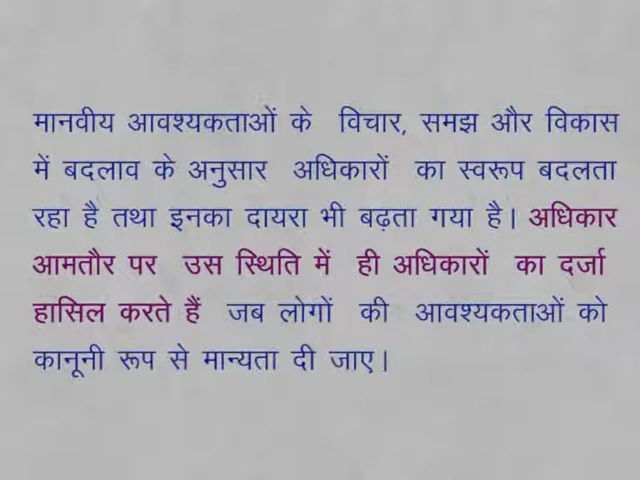 मानवीय आवश्यकताओं के विचार, समझ और विकास
में बदलाव के अनुसार अधिकारों का स्वरूप बदलता
रहा है तथा इनका दायरा भी बढ़ता गया है। अधिकार
आमतौर पर उस स्थिति में ही अधिकारों का दर्जा
हासिल करते हैं जब लोगों की आवश्यकताओं को
कानूनी रूप से मान्यता दी जाए।